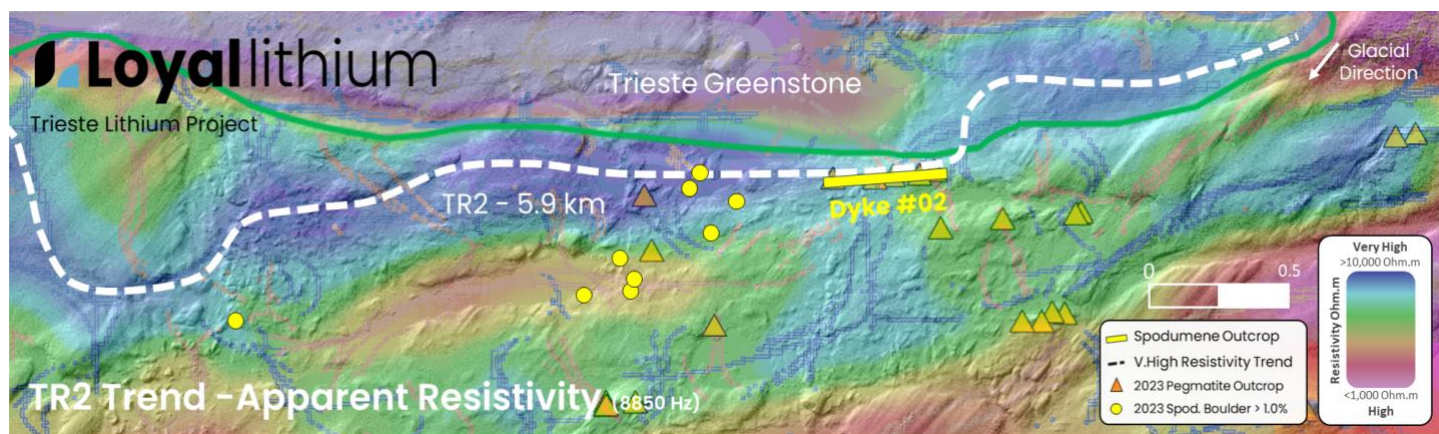 Loyallithium
Trieste Lithium Project
Trieste Greenstone
Glacial
Direction
TR2 - 5.9 km
Dyke #02
0 0.5
Spodumene Outcrop
V.High Resistivity Trend
2023 Pegmatite Outcrop
2023 Spod. Boulder > 1.0%
Very High
>10,000 Ohm.m
Resistivity Ohm.m
<1,000 Ohm.m
High
TR2 Trend -Apparent Resistivity (8850 Hz)